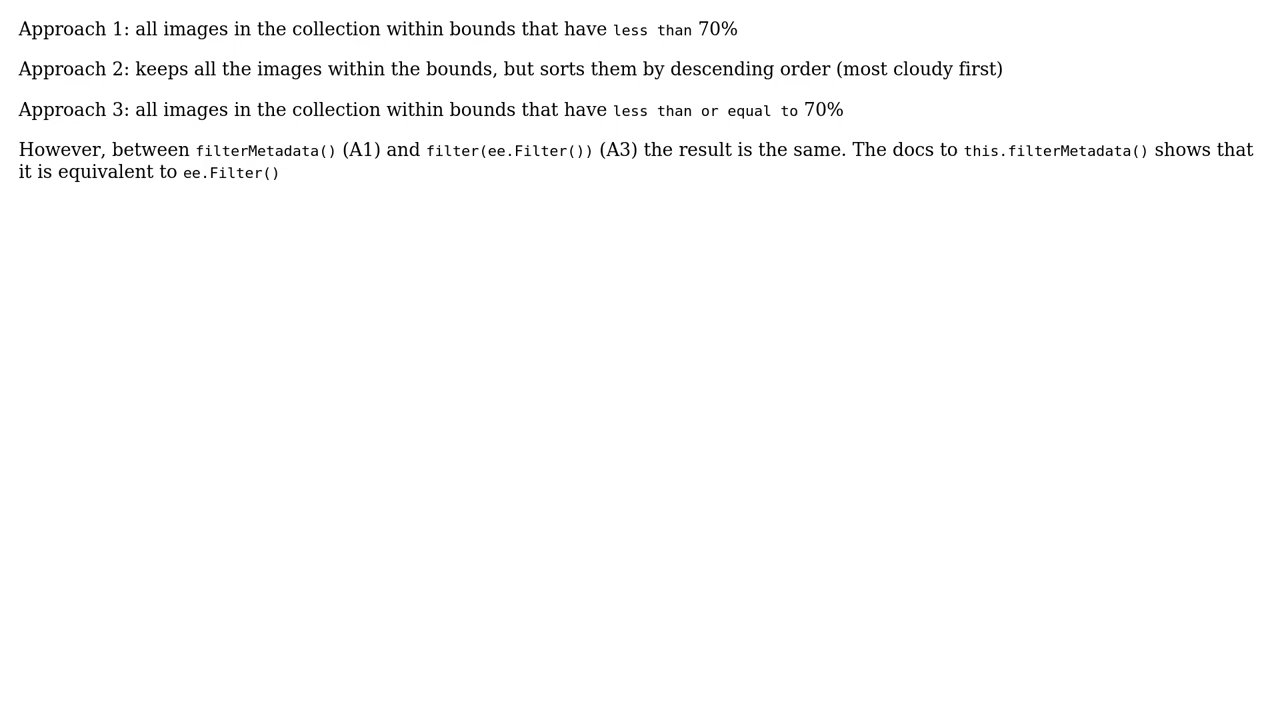 Approach 1: all images in the collection within bounds that have less than 70%
Approach 2: keeps all the images within the bounds, but sorts them by descending order (most cloudy first)
Approach 3: all images in the collection within bounds that have less than or equal to 70%
However, between filterMetadata() (A1) and filter(ee.Filter()) (A3) the result is the same. The docs to this.filterMetadata() shows that
it is equivalent to ee.Filter()